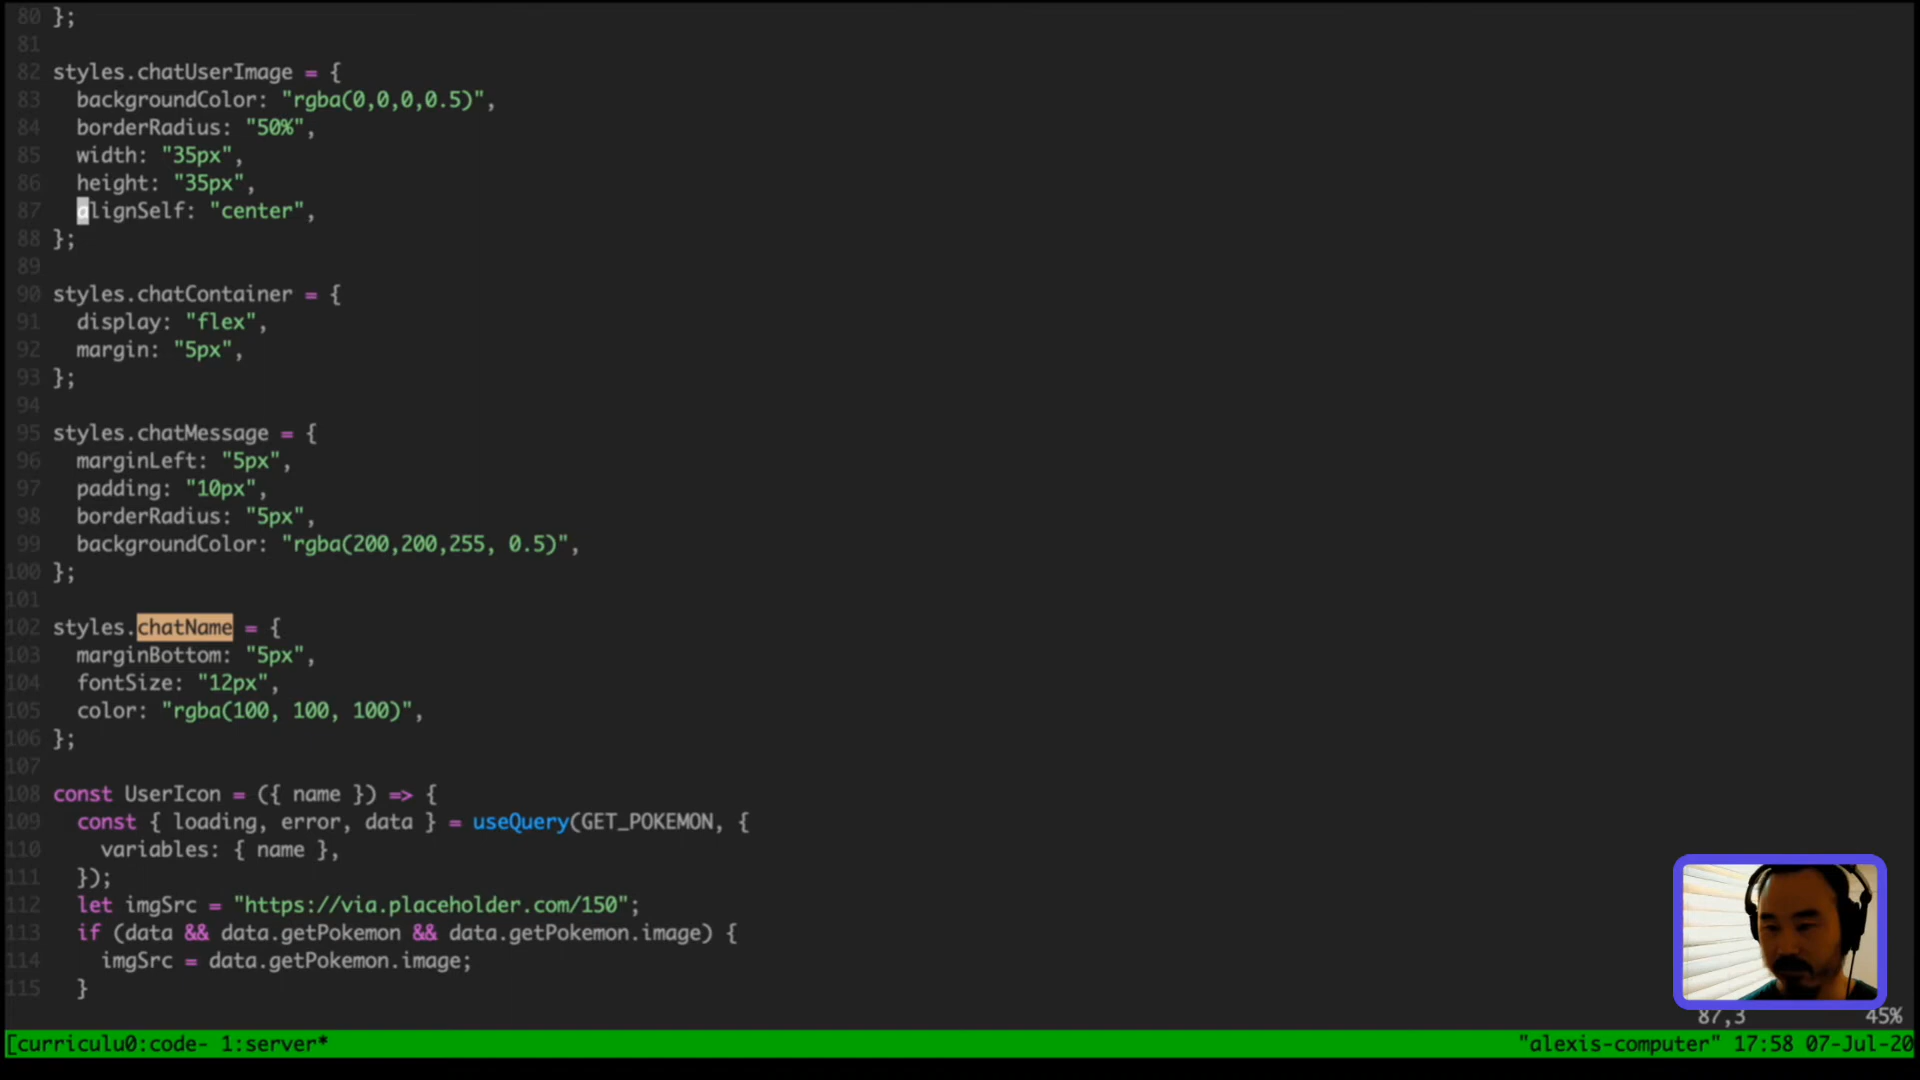 80 };
81
82 styles.chatUserImage = {
83 backgroundColor: "rgba(0,0,0,0.5)",
84 borderRadius: "50%",
85 width: "35px",
86 height: "35px",
87 alignSelf: "center",
88 };
89
90 styles.chatContainer = {
91 display: "flex",
92 margin: "5px",
93 };
94
95 styles.chatMessage = {
96 marginLeft: "5px",
97 padding: "10px",
98 borderRadius: "5px",
99 backgroundColor: "rgba(200,200,255, 0.5)",
100 };
101
102 styles.chatName = {
103 marginBottom: "5px",
104 fontSize: "12px",
105 color: "rgba(100, 100, 100)",
106 };
107
108 const UserIcon = ({ name }) => {
109 const { loading, error, data } = useQuery(GET_POKEMON, {
110 variables: { name },
111 });
112 let imgSrc = "https://via.placeholder.com/150";
113 if (data && data.getPokemon && data.getPokemon.image) {
114 imgSrc = data.getPokemon.image;
115 }
87,3 45%
[curriculu0:code- 1:server* "alexis-computer" 17:58 07-Jul-20